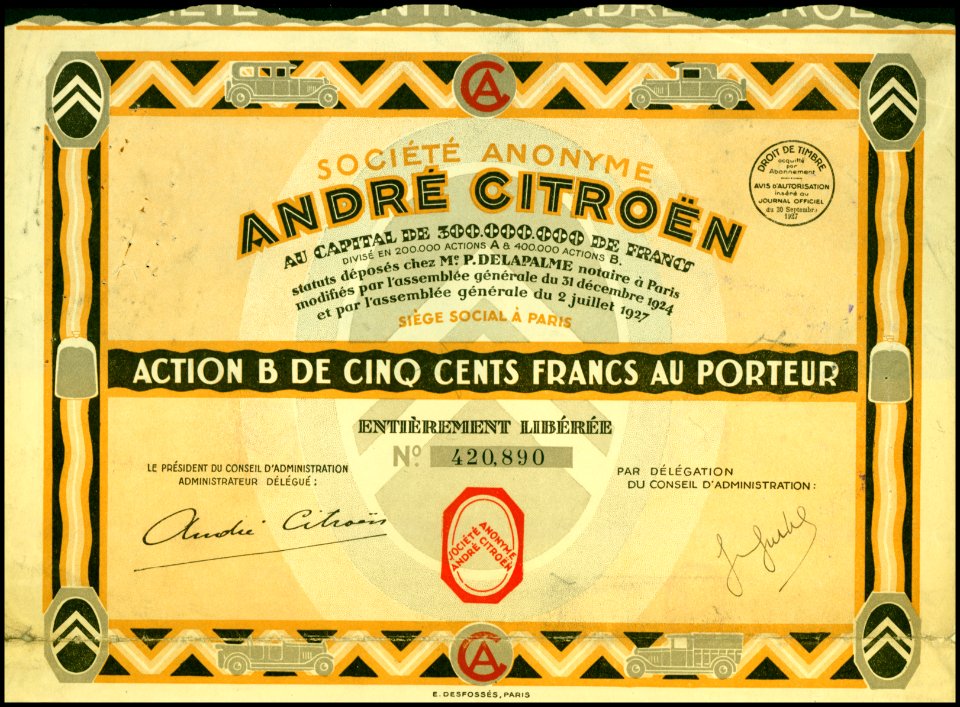 SOCIÉTÉ ANONYME
ANDRÉ CITROËN
AU CAPITAL DE 300.000.000 DE FRANCS
DIVISÉ EN 200.000 ACTIONS A & 400.000 ACTIONS B.
statuts déposés chez Me. P. DELAPALME notaire à Paris
modifiés par l'assemblée générale du 31 décembre 1924
et par l'assemblée générale du 2 juillet 1927
SIÈGE SOCIAL À PARIS
DROIT DE TIMBRE
acquitté
par
Abonnement
AVIS D'AUTORISATION
inséré au
JOURNAL OFFICIEL
du 20 Septembre
1927
ACTION B DE CINQ CENTS FRANCS AU PORTEUR
ENTIÈREMENT LIBÉRÉE
No. 420,890
LE PRÉSIDENT DU CONSEIL D'ADMINISTRATION
ADMINISTRATEUR DÉLÉGUÉ :
André Citroën
PAR DÉLÉGATION
DU CONSEIL D'ADMINISTRATION :
SOCIÉTÉ ANONYME
ANDRÉ CITROËN
E. DESFOSSÉS, PARIS